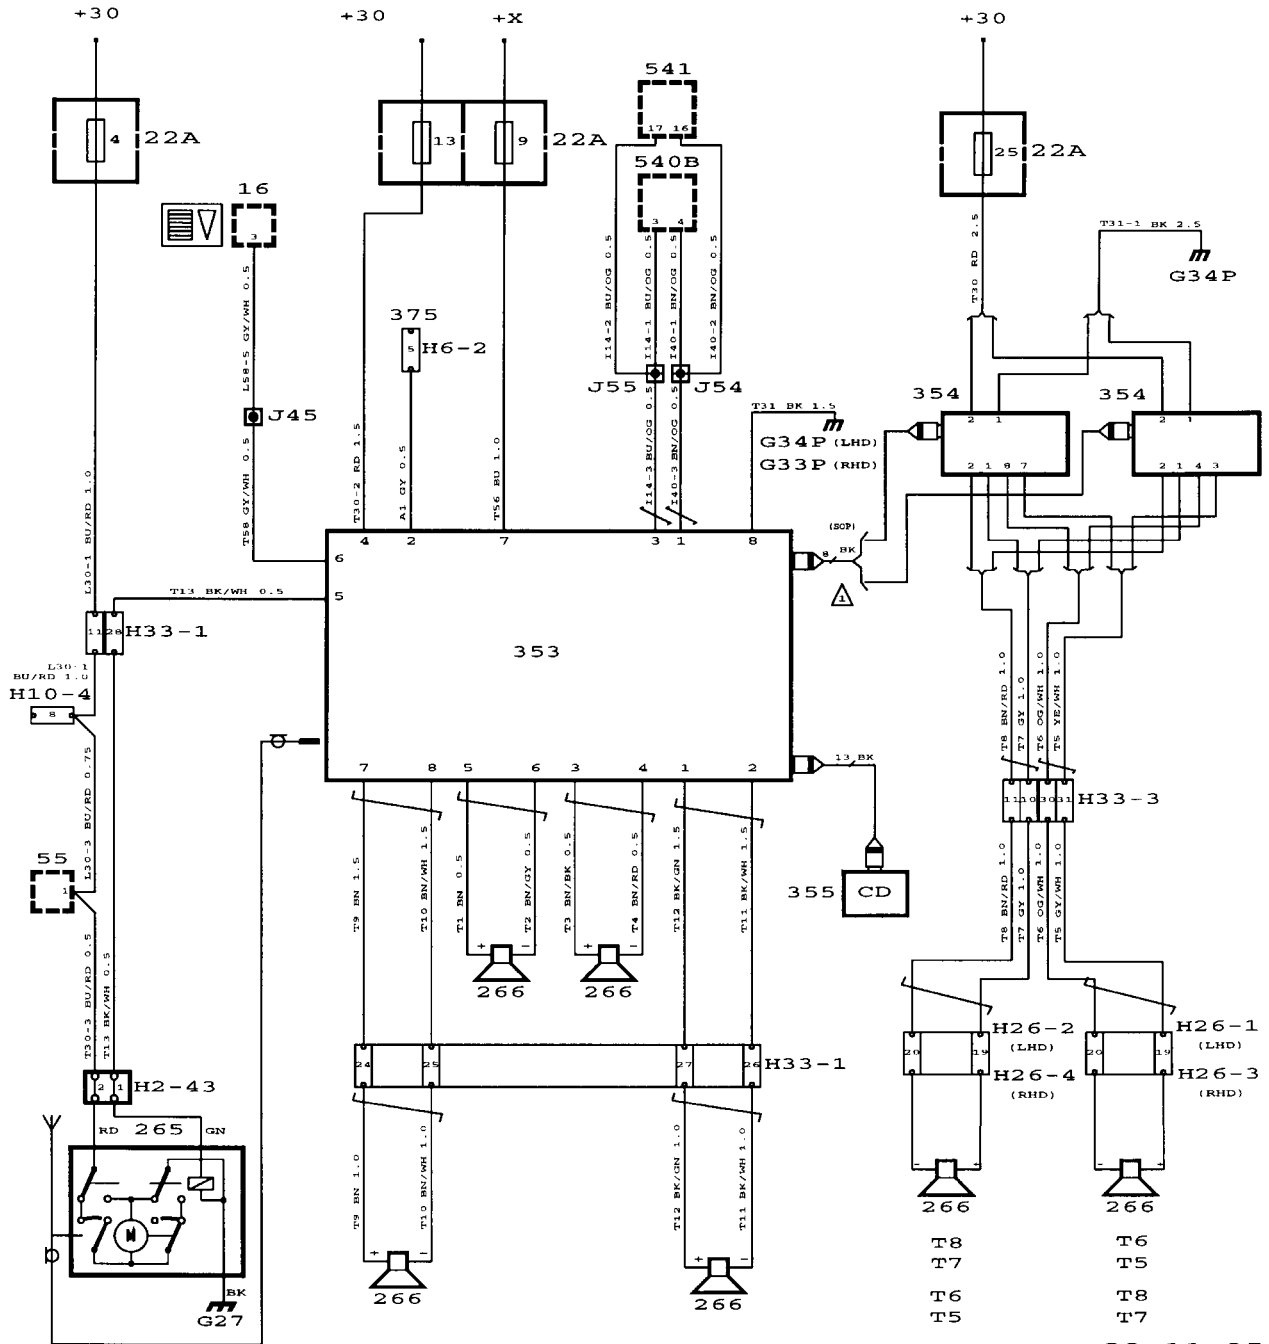 +30
+30
+X
+30
4
22A
13
9
22A
541
17 16
25
22A
16
3
540B
3 4
T31-1 BK 2.5
G34P
T30 RD 2.5
L58-5 GY/WH 0.5
375
5
H6-2
I14-2 BU/OG 0.5
I14-1 BU/OG 0.5
I40-1 BN/OG 0.5
I40-2 BN/OG 0.5
J45
J55
J54
T31 BK 1.5
G34P (LHD)
G33P (RHD)
354
354
2 1
2 1
2 1 8 7
2 1 4 3
L30-1 BU/RD 1.0
T58 GY/WH 0.5
T30-2 RD 1.5
A1 GY 0.5
T56 BU 1.0
I14-3 BU/OG 0.5
I40-3 BN/OG 0.5
4 2 7 3 1 8
6
5
(SOP)
8 BK
1
T13 BK/WH 0.5
11 28
H33-1
353
L30-1
BU/RD 1.0
H10-4
8
T8 BN/RD 1.0
T7 GY 1.0
T6 OG/WH 1.0
T5 YE/WH 1.0
7 8 5 6 3 4 1 2
13 BK
11 10 30 31
H33-3
L30-3 BU/RD 0.75
55
1
T9 BN 1.5
T10 BN/WH 1.5
T1 BN 0.5
T2 BN/GY 0.5
T3 BN/BK 0.5
T4 BN/RD 0.5
T12 BK/GN 1.5
T11 BK/WH 1.5
355
CD
T8 BN/RD 1.0
T7 GY 1.0
T6 OG/WH 1.0
T5 GY/WH 1.0
+ −
+ −
266
266
T30-3 BU/RD 0.5
T13 BK/WH 0.5
24 25 27 26
H33-1
20 19
H26-2
(LHD)
H26-4
(RHD)
20 19
H26-1
(LHD)
H26-3
(RHD)
2 1
H2-43
RD
265
GN
M
BK
G27
T9 BN 1.0
T10 BN/WH 1.0
T12 BK/GN 1.0
T11 BK/WH 1.0
+ −
266
+ −
266
− +
266
− +
266
T8
T7
T6
T5
T6
T5
T8
T7